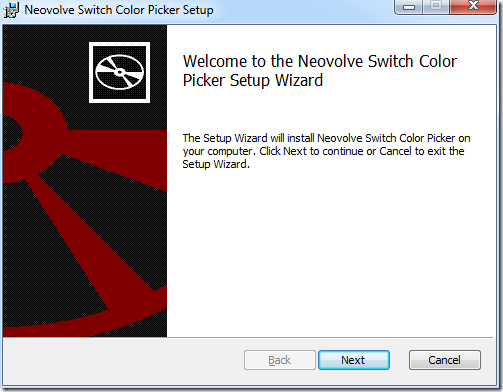 Neovolve Switch Color Picker Setup
Welcome to the Neovolve Switch Color
Picker Setup Wizard
The Setup Wizard will install Neovolve Switch Color Picker on
your computer. Click Next to continue or Cancel to exit the
Setup Wizard.
Back Next Cancel